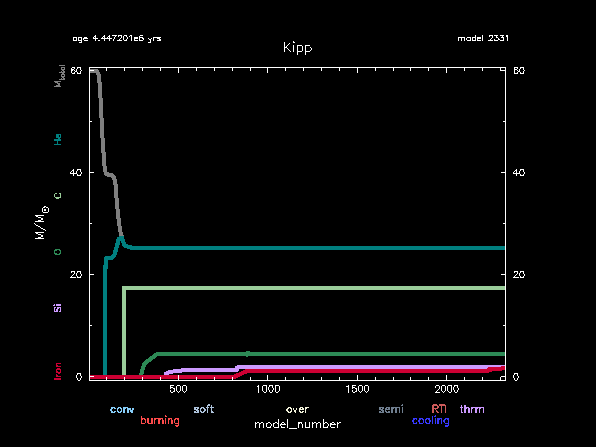 age 4.447201e6 yrs model 2331
Kipp
60 60
40 40
20 20
0 0
M_total
He
C
O
Si
Iron
M/M☉
500 1000 1500 2000
conv soft over semi RTI thrm
burning cooling
model_number